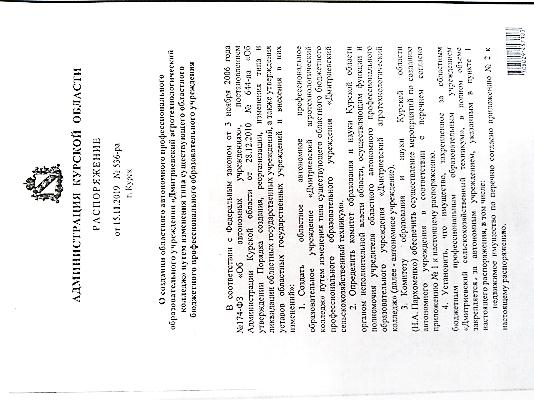 АДМИНИСТРАЦИЯ КУРСКОЙ ОБЛАСТИ
РАСПОРЯЖЕНИЕ
от 15.11.2019 № 556-ра
г. Курск
О создании областного автономного профессионального
образовательного учреждения «Дмитриевский агротехнологический
колледж» путем изменения типа существующего областного
бюджетного профессионального образовательного учреждения
В соответствии с Федеральным законом от 3 ноября 2006 года
№174-ФЗ «Об автономных учреждениях», постановлением
Администрации Курской области от 28.12.2010 № 644-па «Об
утверждении Порядка создания, реорганизации, изменения типа и
ликвидации областных государственных учреждений, а также утверждения
уставов областных государственных учреждений и внесения в них
изменений»:
1. Создать областное автономное профессиональное
образовательное учреждение «Дмитриевский агротехнологический
колледж» путем изменения типа существующего областного бюджетного
профессионального образовательного учреждения «Дмитриевский
сельскохозяйственный техникум».
2. Определить комитет образования и науки Курской области
органом исполнительной власти области, осуществляющим функции и
полномочия учредителя областного автономного профессионального
образовательного учреждения «Дмитриевский агротехнологический
колледж» (далее - автономное учреждение).
3. Комитету образования и науки Курской области
(Н.А. Пархоменко) обеспечить осуществление мероприятий по созданию
автономного учреждения в соответствии с перечнем согласно
приложению №1 к настоящему распоряжению.
4. Установить, что имущество, закрепленное за областным
бюджетным профессиональным образовательным учреждением
«Дмитриевский сельскохозяйственный техникум», в полном объеме
закрепляется за автономным учреждением, указанным в пункте 1
настоящего распоряжения, в том числе:
недвижимое имущество по перечню согласно приложению № 2 к
настоящему распоряжению.